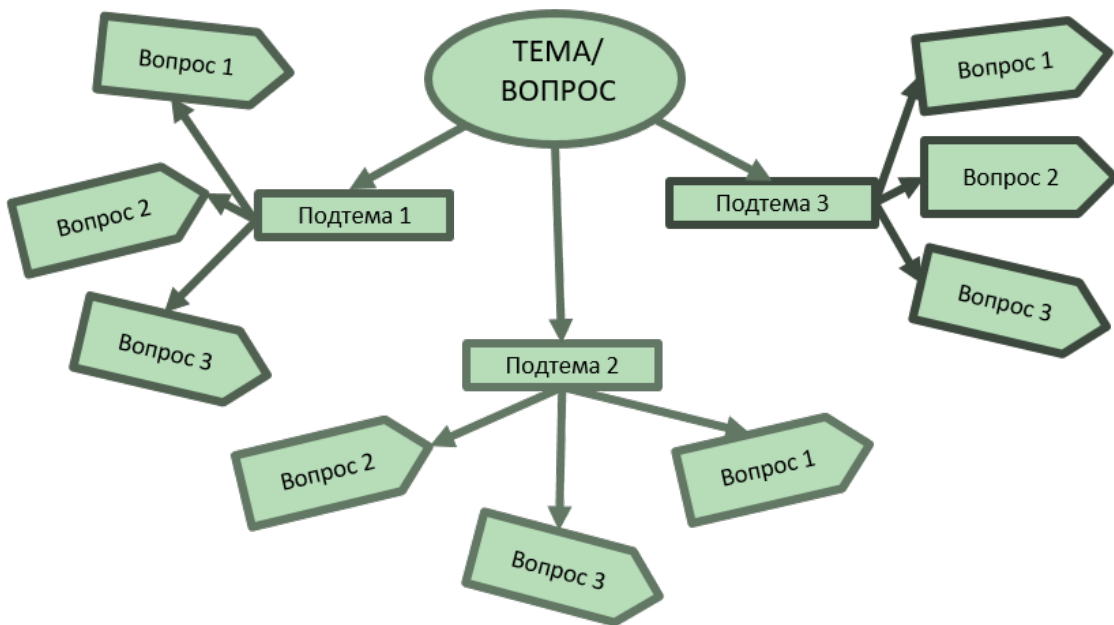 ТЕМА/
ВОПРОС
Подтема 1
Вопрос 1
Вопрос 2
Вопрос 3
Подтема 2
Вопрос 2
Вопрос 3
Вопрос 1
Подтема 3
Вопрос 1
Вопрос 2
Вопрос 3